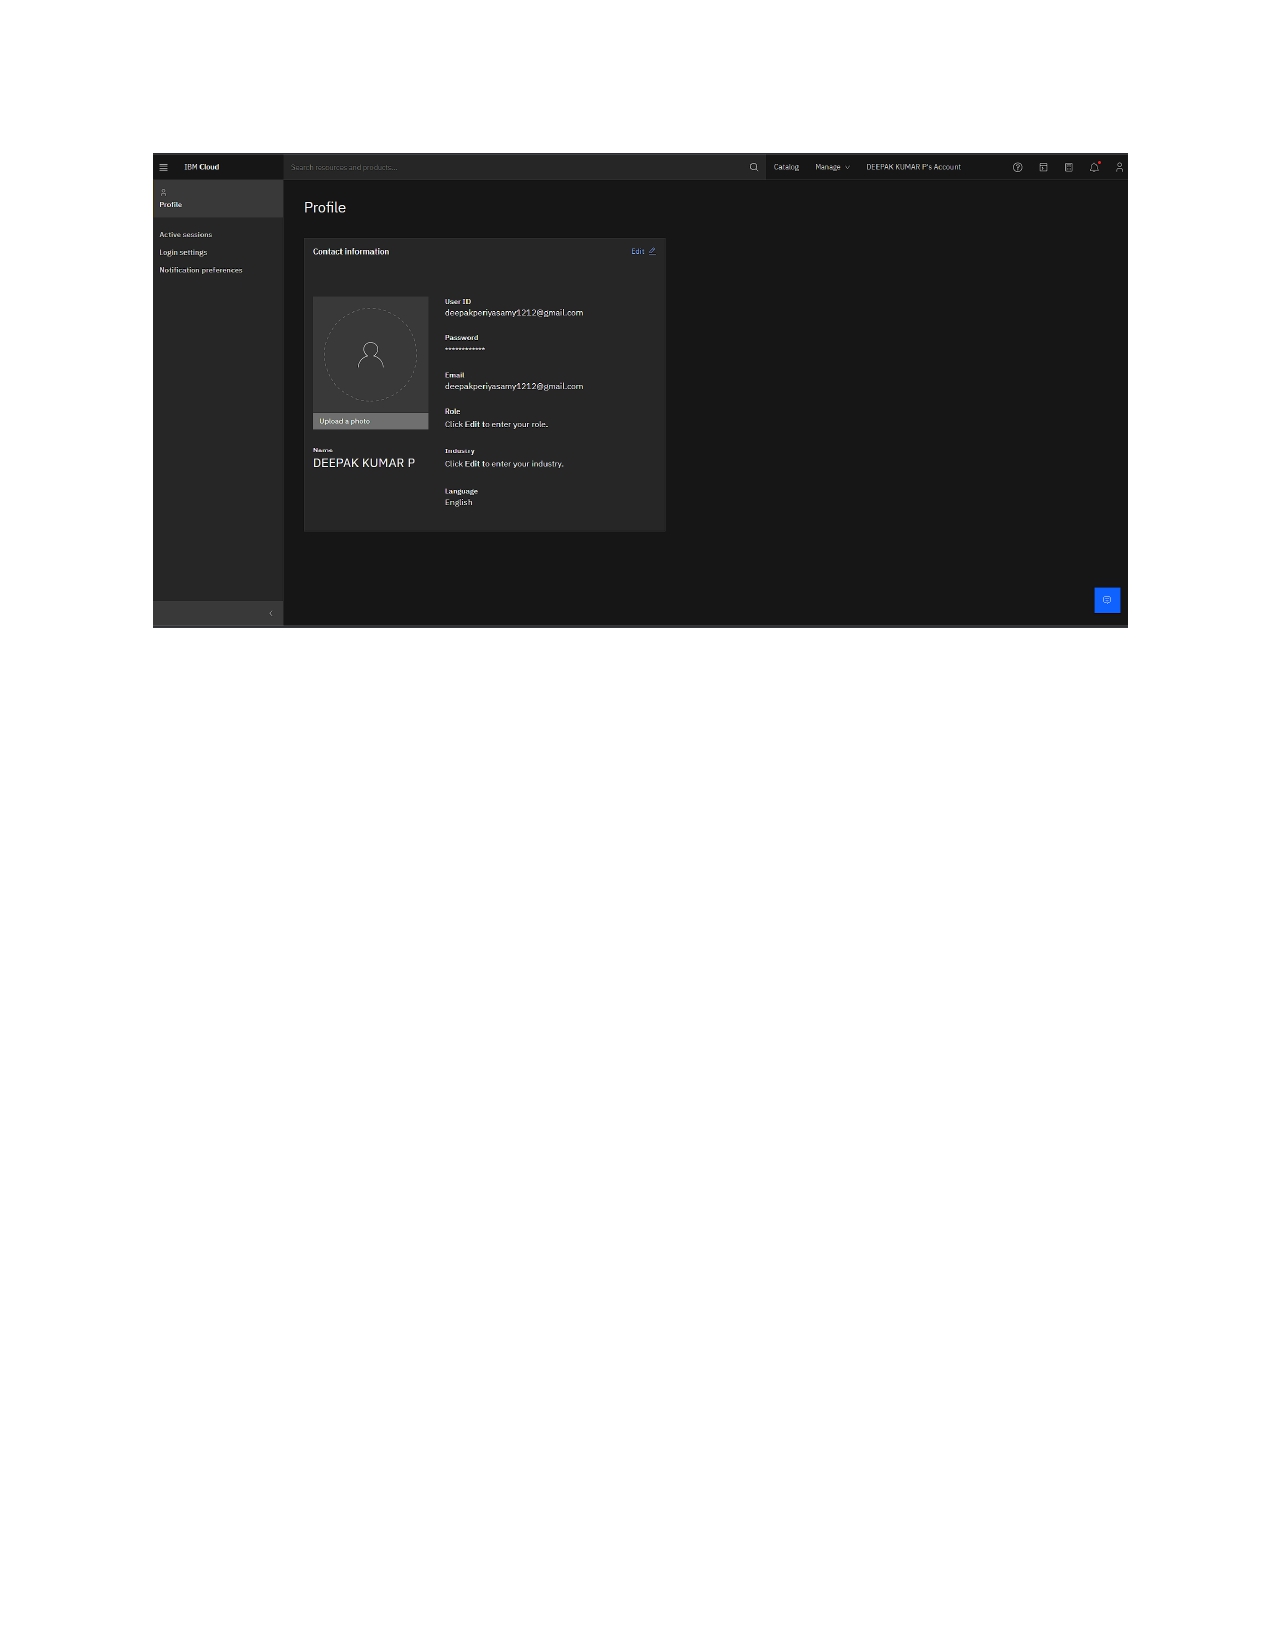 IBM Cloud
Search resources and products...
Catalog
Manage
DEEPAK KUMAR P's Account
Profile
Active sessions
Login settings
Notification preferences
Profile
Contact information
Edit
Upload a photo
Name
DEEPAK KUMAR P
User ID
deepakperiyasamy1212@gmail.com
Password
************
Email
deepakperiyasamy1212@gmail.com
Role
Click Edit to enter your role.
Industry
Click Edit to enter your industry.
Language
English